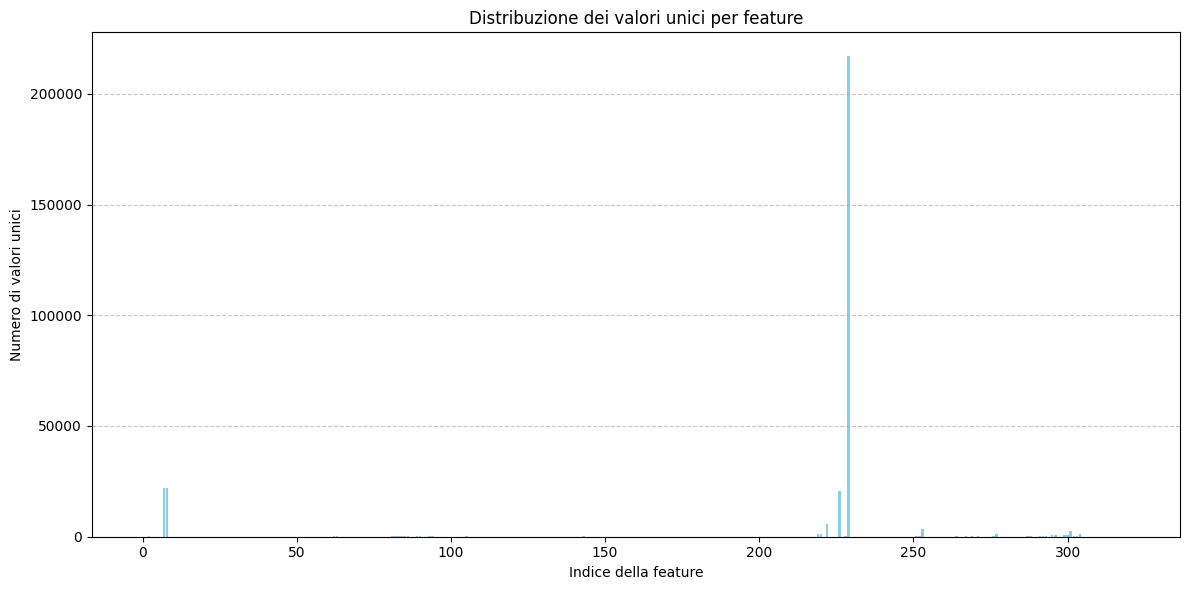 Distribuzione dei valori unici per feature
Numero di valori unici
200000
150000
100000
50000
0
0 50 100 150 200 250 300
Indice della feature